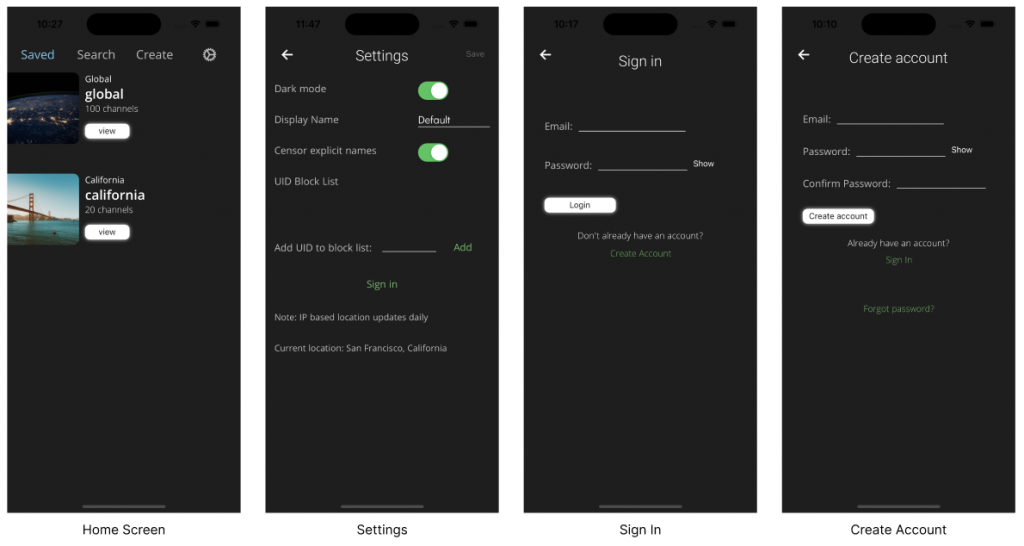 10:27
Saved Search Create
Global
global
100 channels
view
California
california
20 channels
view
Home Screen
11:47
Settings Save
Dark mode
Display Name Default
Censor explicit names
UID Block List
Add UID to block list: Add
Sign in
Note: IP based location updates daily
Current location: San Francisco, California
Settings
10:17
Sign in
Email:
Password: Show
Login
Don't already have an account?
Create Account
Sign In
10:10
Create account
Email:
Password: Show
Confirm Password:
Create account
Already have an account?
Sign In
Forgot password?
Create Account